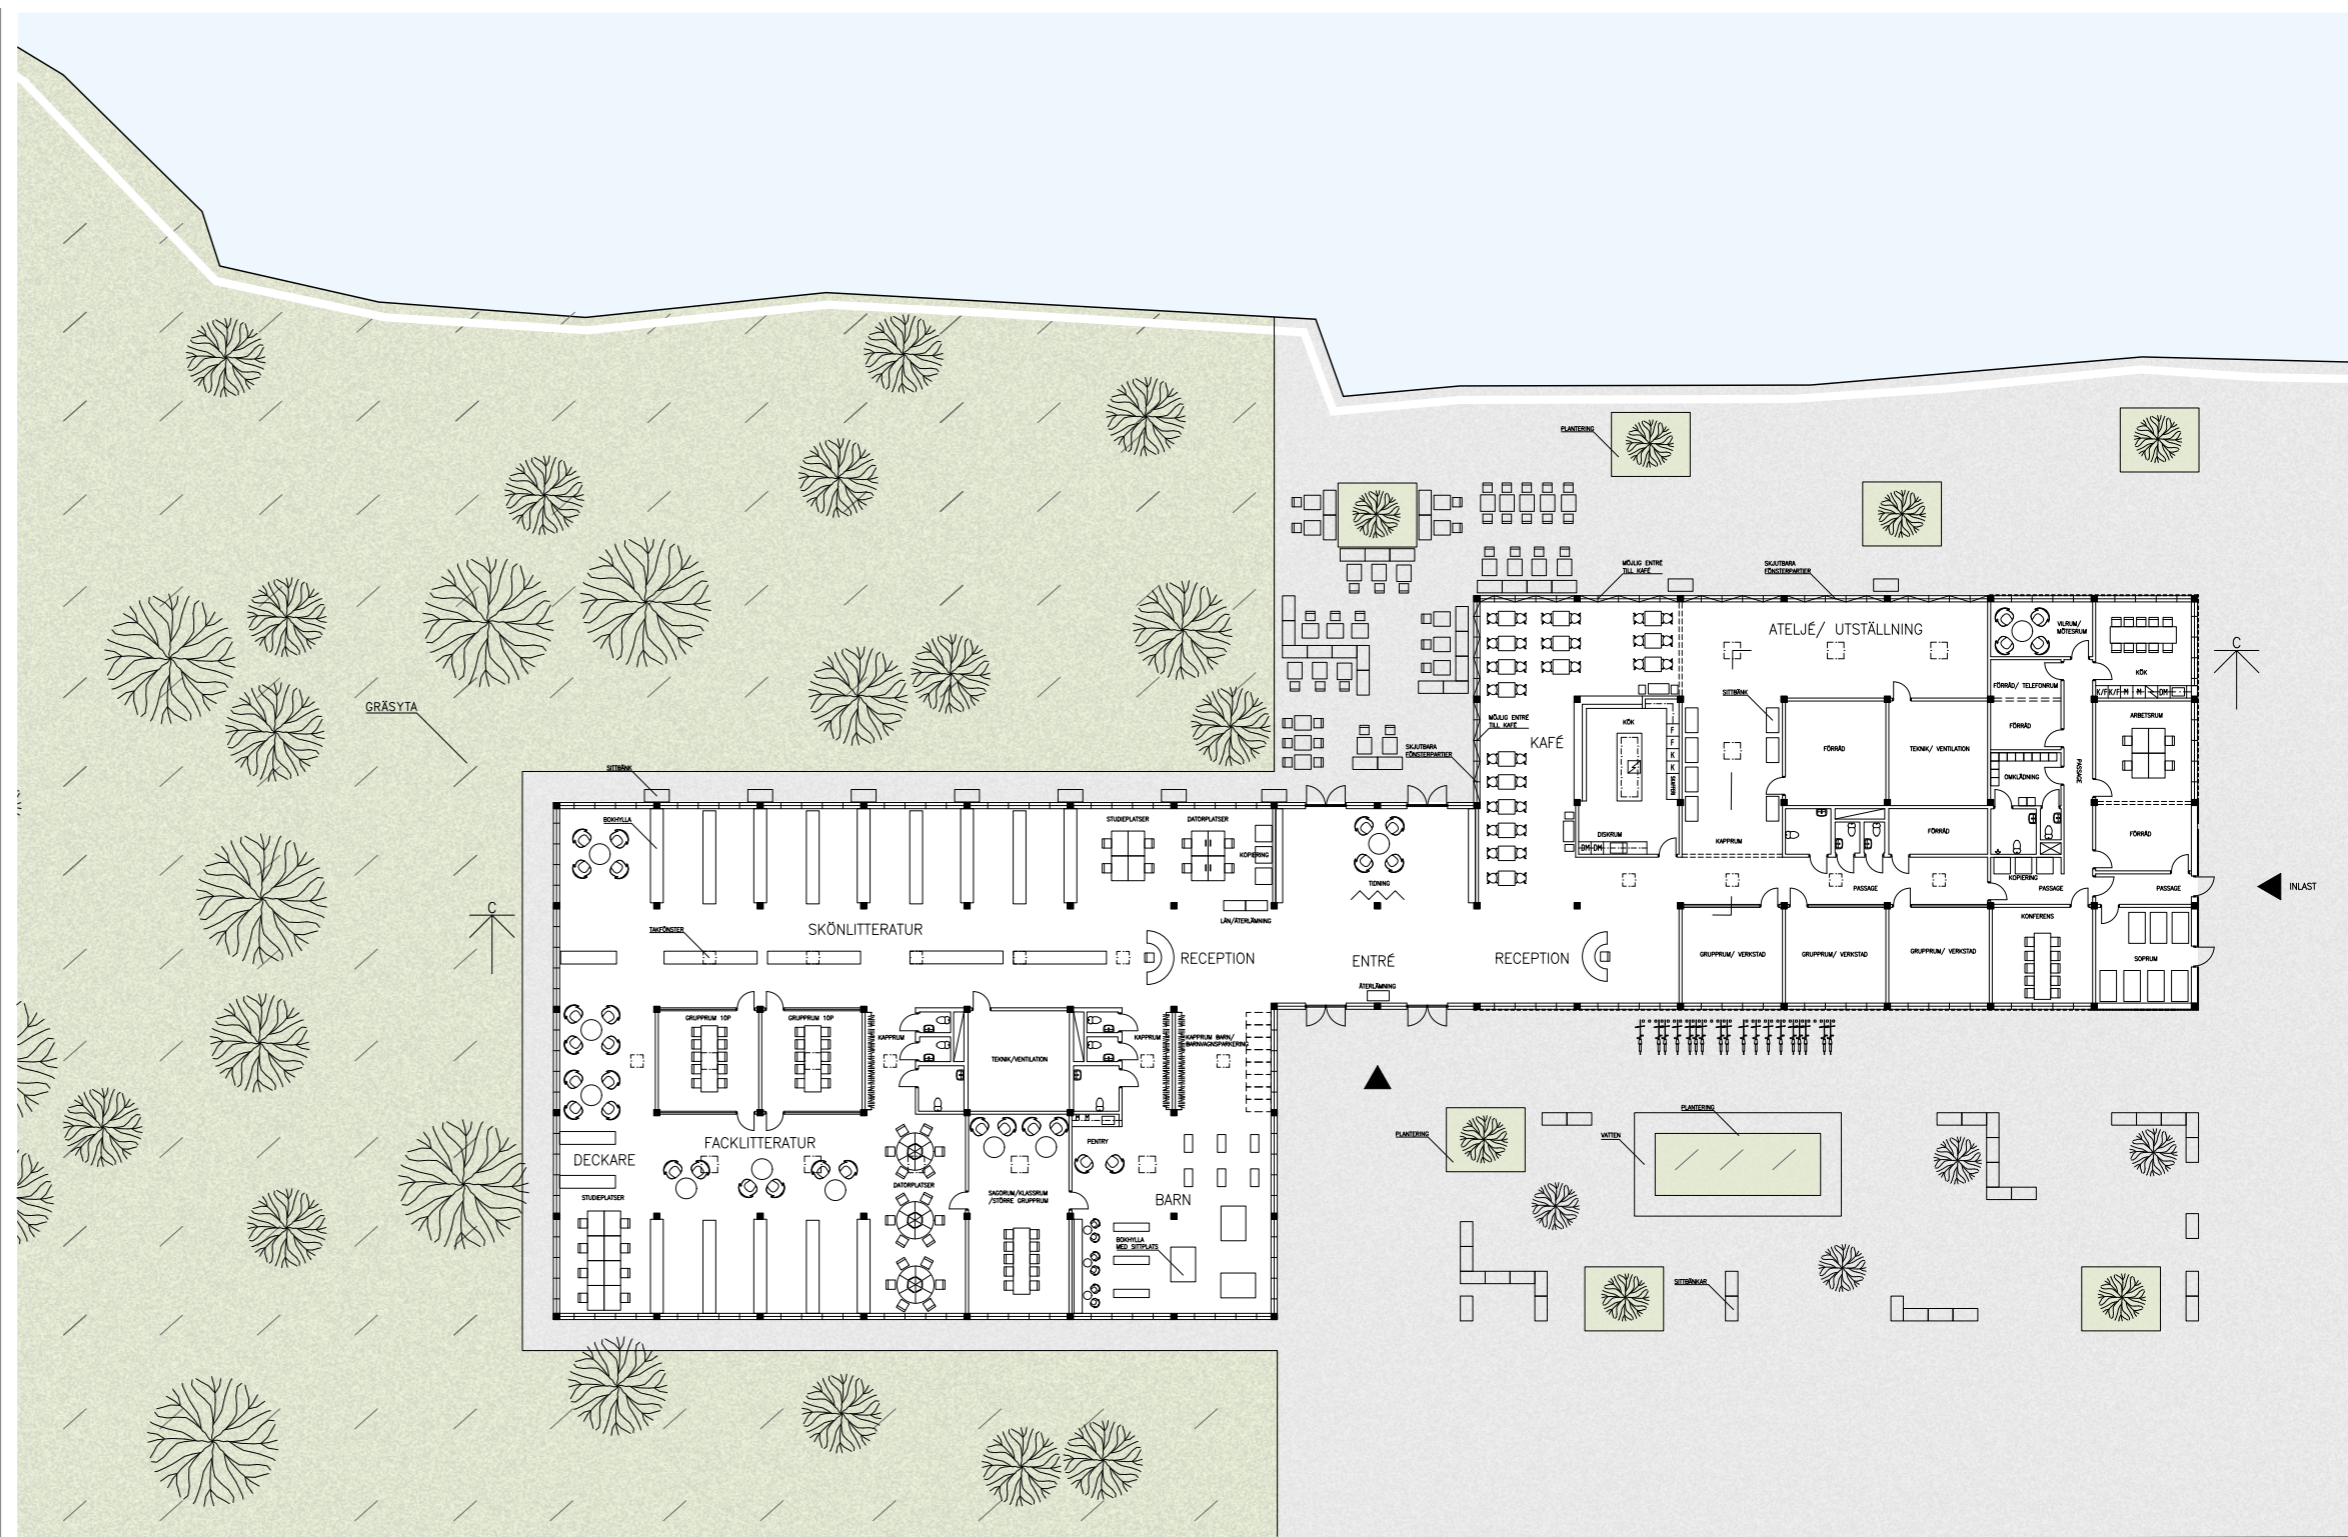 PLANTERING
MÖJLIG ENTRÉ
TILL KAFÉ
SKJUTBARA
FÖNSTERPARTIER
ATELJÉ/ UTSTÄLLNING
VILRUM/
MÖTESRUM
C
KÖK
FÖRRÅD/ TELEFONRUM
K/F K/F M M DM
SITTBÄNK
GRÄSYTA
MÖJLIG ENTRÉ
TILL KAFÉ
KÖK
F
F
K
K
SKAFFERI
KAFÉ
SKJUTBARA
FÖNSTERPARTIER
FÖRRÅD
TEKNIK/ VENTILATION
FÖRRÅD
ARBETSRUM
PASSAGE
OMKLÄDNING
SITTBÄNK
BOKHYLLA
STUDIEPLATSER
DATORPLATSER
KOPIERING
TIDNING
DISKRUM
DM DM
KAPPRUM
FÖRRÅD
FÖRRÅD
KOPIERING
PASSAGE
PASSAGE
PASSAGE
INLAST
C
LÅN/ÅTERLÄMNING
KONFERENS
TAKFÖNSTER
SKÖNLITTERATUR
RECEPTION
ENTRÉ
RECEPTION
GRUPPRUM/ VERKSTAD
GRUPPRUM/ VERKSTAD
GRUPPRUM/ VERKSTAD
SOPRUM
ÅTERLÄMNING
GRUPPRUM 10P
GRUPPRUM 10P
KAPPRUM
TEKNIK/VENTILATION
KAPPRUM
KAPPRUM BARN/
BARNVAGNSPARKERING
M M
PENTRY
FACKLITTERATUR
DECKARE
DATORPLATSER
STUDIEPLATSER
SAGORUM/KLASSRUM
/STÖRRE GRUPPRUM
BARN
BOKHYLLA
MED SITTPLATS
PLANTERING
PLANTERING
VATTEN
SITTBÄNKAR